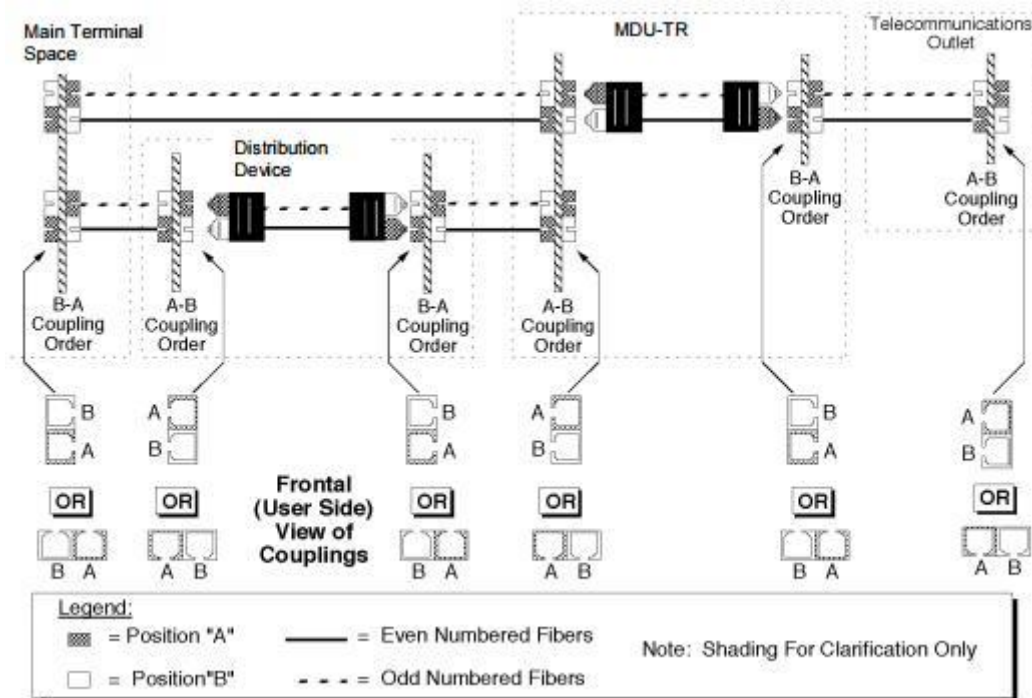 Main Terminal
Space
MDU-TR
Telecommunications
Outlet
Distribution
Device
B-A
Coupling
Order
A-B
Coupling
Order
B-A
Coupling
Order
A-B
Coupling
Order
B-A
Coupling
Order
A-B
Coupling
Order
B
A
A
B
B
A
A
B
B
A
A
B
OR
OR
Frontal
(User Side)
View of
Couplings
OR
OR
OR
OR
B A
A B
B A
A B
B A
A B
Legend:
= Position "A"
= Even Numbered Fibers
Note: Shading For Clarification Only
= Position"B"
= Odd Numbered Fibers